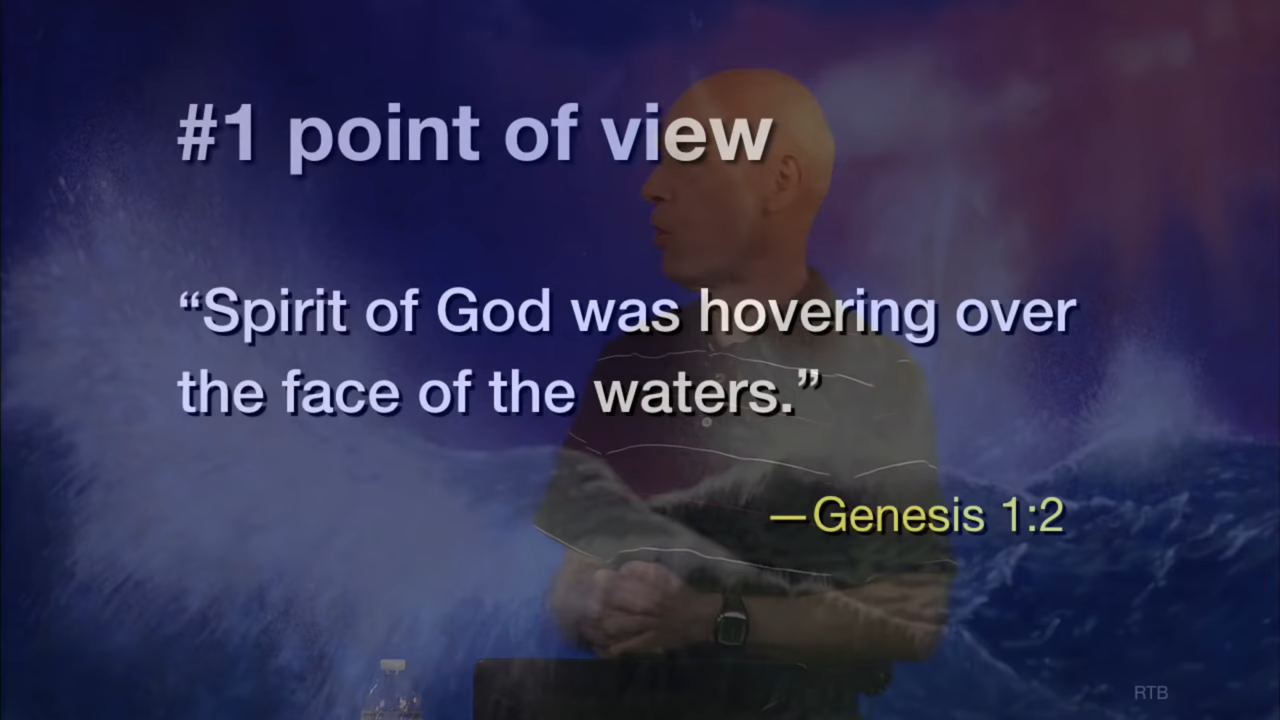 #1 point of view
“Spirit of God was hovering over
the face of the waters.”
—Genesis 1:2
RTB